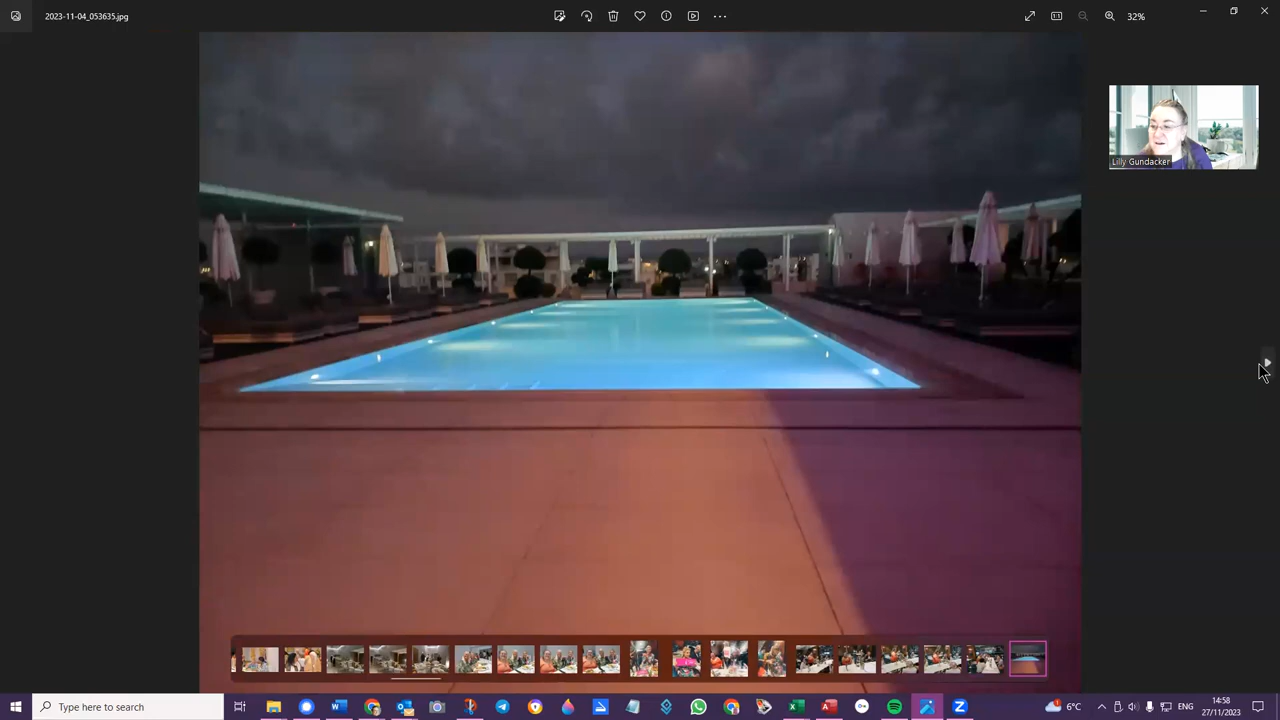 2023-11-04_053635.jpg
32%
Lilly Gundacker
Type here to search
6°C
ENG
14:58
27/11/2023